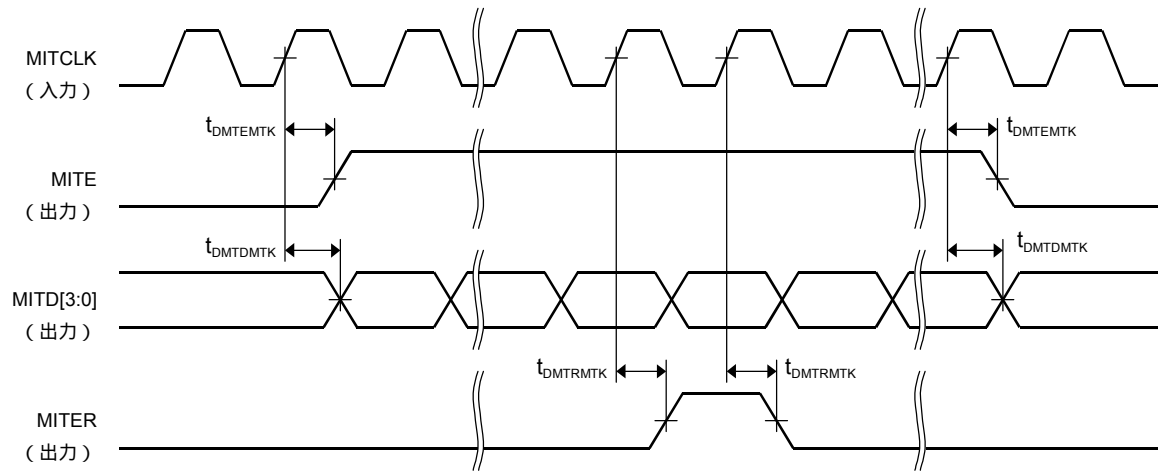 MITCLK
（入力）
tDMTEMTK
tDMTEMTK
MITE
（出力）
tDMTDMTK
tDMTDMTK
MITD[3:0]
（出力）
tDMTRMTK
tDMTRMTK
MITER
（出力）